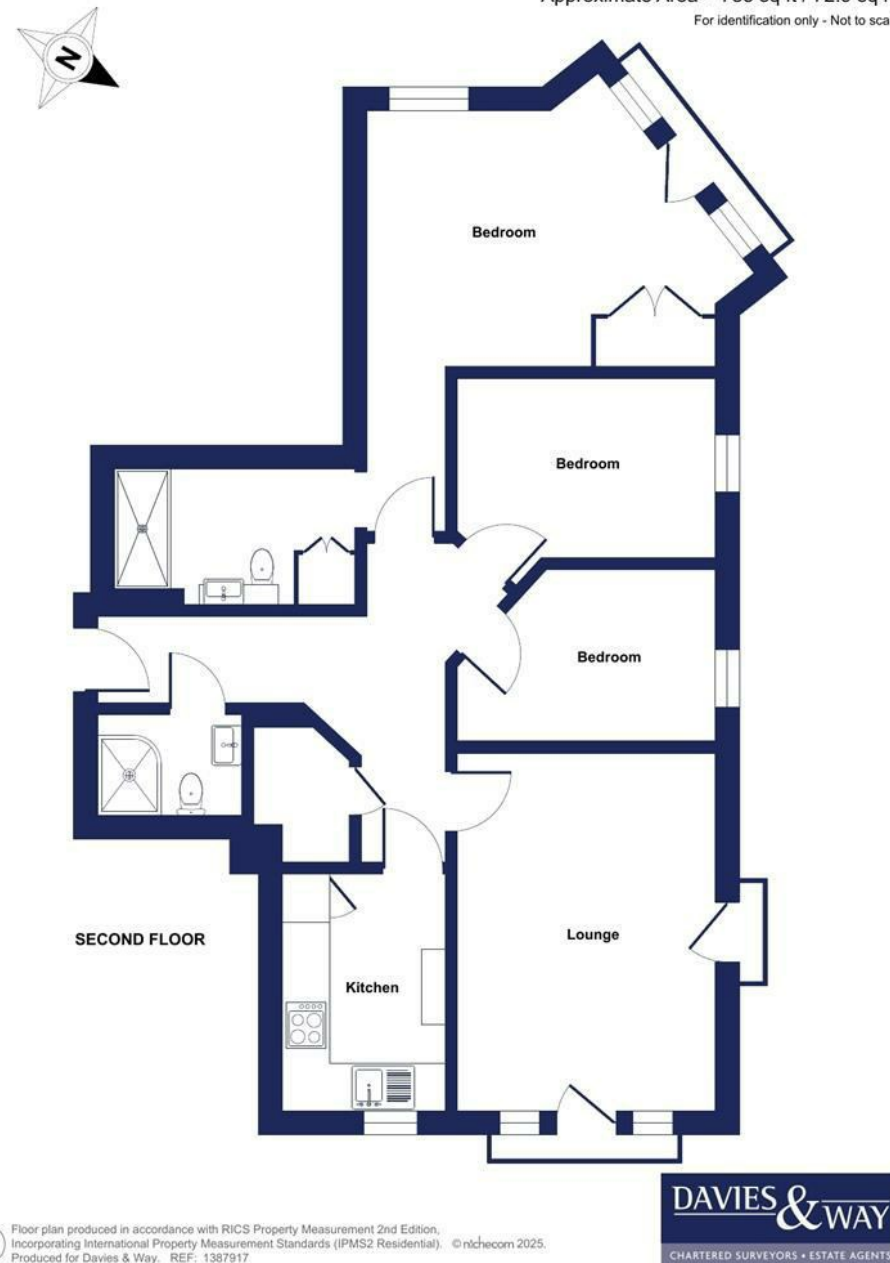 For identification only - Not to
N
Bedroom
Bedroom
Bedroom
Lounge
SECOND FLOOR
Kitchen
Floor plan produced in accordance with RICS Property Measurement 2nd Edition,
Incorporating International Property Measurement Standards (IPMS2 Residential). © nichecom 2025.
Produced for Davies & Way. REF: 1387917
DAVIES & WAY
CHARTERED SURVEYORS • ESTATE AGENTS